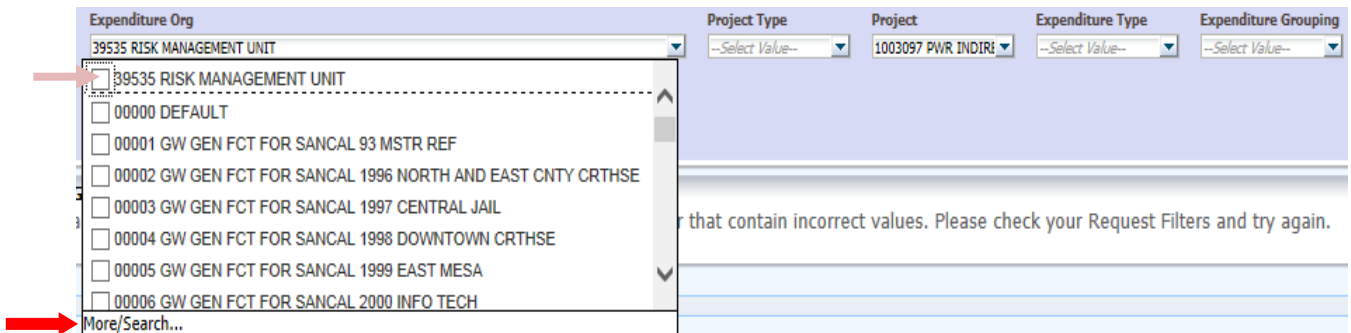 Expenditure Org Project Type Project Expenditure Type Expenditure Grouping
39535 RISK MANAGEMENT UNIT --Select Value-- 1003097 PWR INDIRE --Select Value-- --Select Value--
39535 RISK MANAGEMENT UNIT
00000 DEFAULT
00001 GW GEN FCT FOR SANCAL 93 MSTR REF
00002 GW GEN FCT FOR SANCAL 1996 NORTH AND EAST CNTY CRTHSE
00003 GW GEN FCT FOR SANCAL 1997 CENTRAL JAIL
that contain incorrect values. Please check your Request Filters and try again.
00004 GW GEN FCT FOR SANCAL 1998 DOWNTOWN CRTHSE
00005 GW GEN FCT FOR SANCAL 1999 EAST MESA
00006 GW GEN FCT FOR SANCAL 2000 INFO TECH
More/Search...